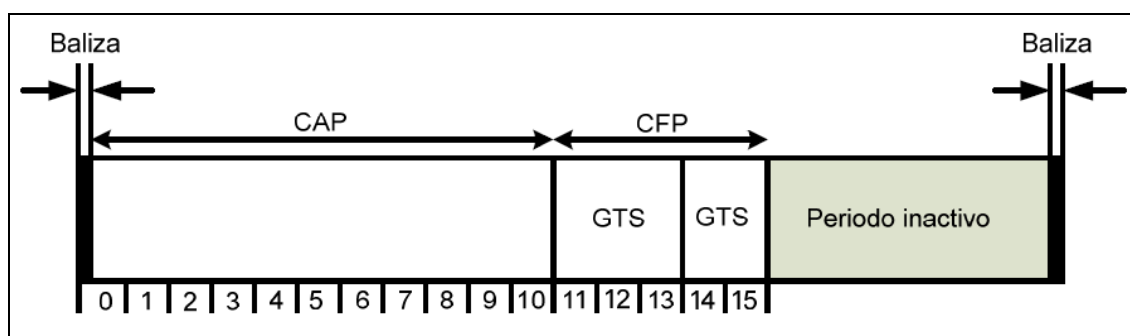 Baliza Baliza
CAP CFP
GTS GTS Periodo inactivo
0 1 2 3 4 5 6 7 8 9 10 11 12 13 14 15